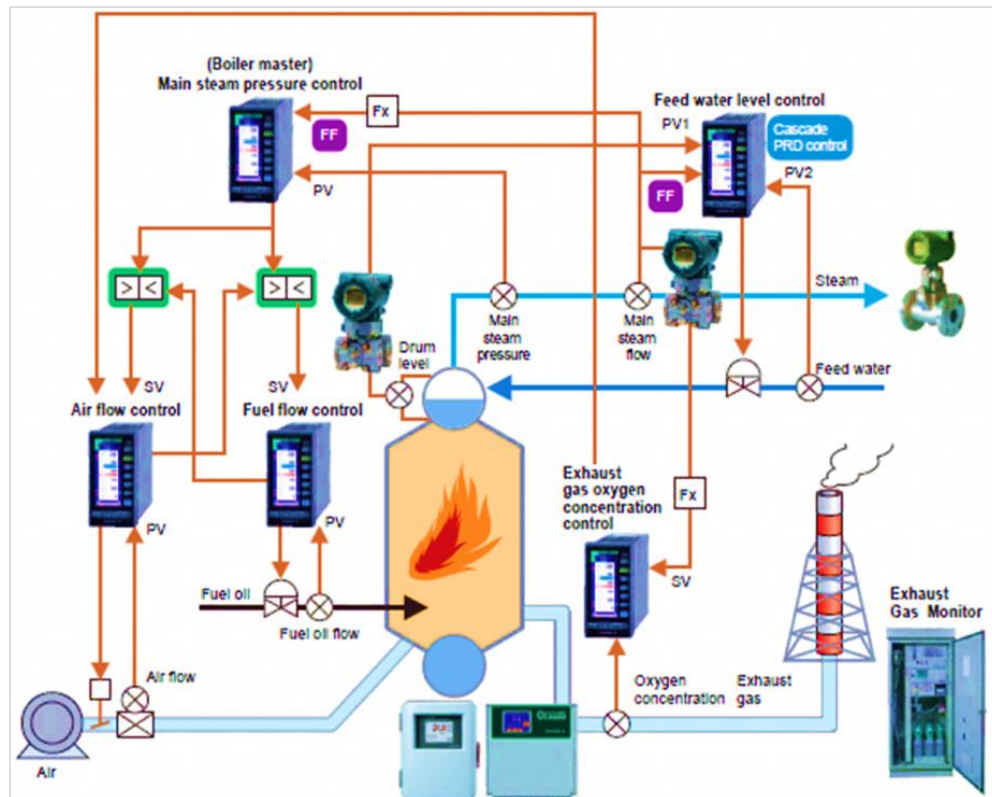 (Boiler master)
Main steam pressure control
Fx
FF
PV
Feed water level control
PV1
Cascade
PRD control
PV2
FF
> <
> <
SV
SV
Air flow control
Fuel flow control
PV
PV
Drum
level
Main
steam
pressure
Main
steam
flow
Steam
Feed water
Exhaust
gas oxygen
concentration
control
Fx
SV
Fuel oil
Fuel oil flow
Air flow
Air
Oxygen
concentration
Exhaust
gas
Exhaust
Gas Monitor